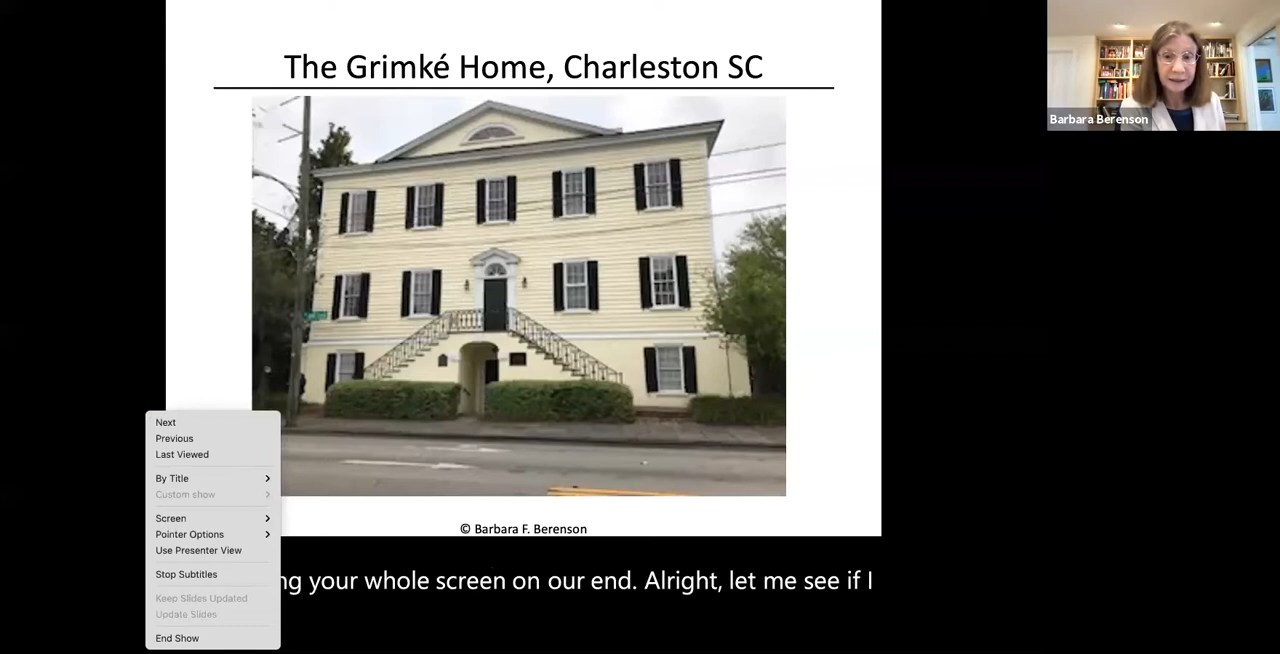 The Grimké Home, Charleston SC
Barbara Berenson
Next
Previous
Last Viewed
By Title
Custom show
Screen
Pointer Options
Use Presenter View
Stop Subtitles
Keep Slides Updated
Update Slides
End Show
© Barbara F. Berenson
ng your whole screen on our end. Alright, let me see if I